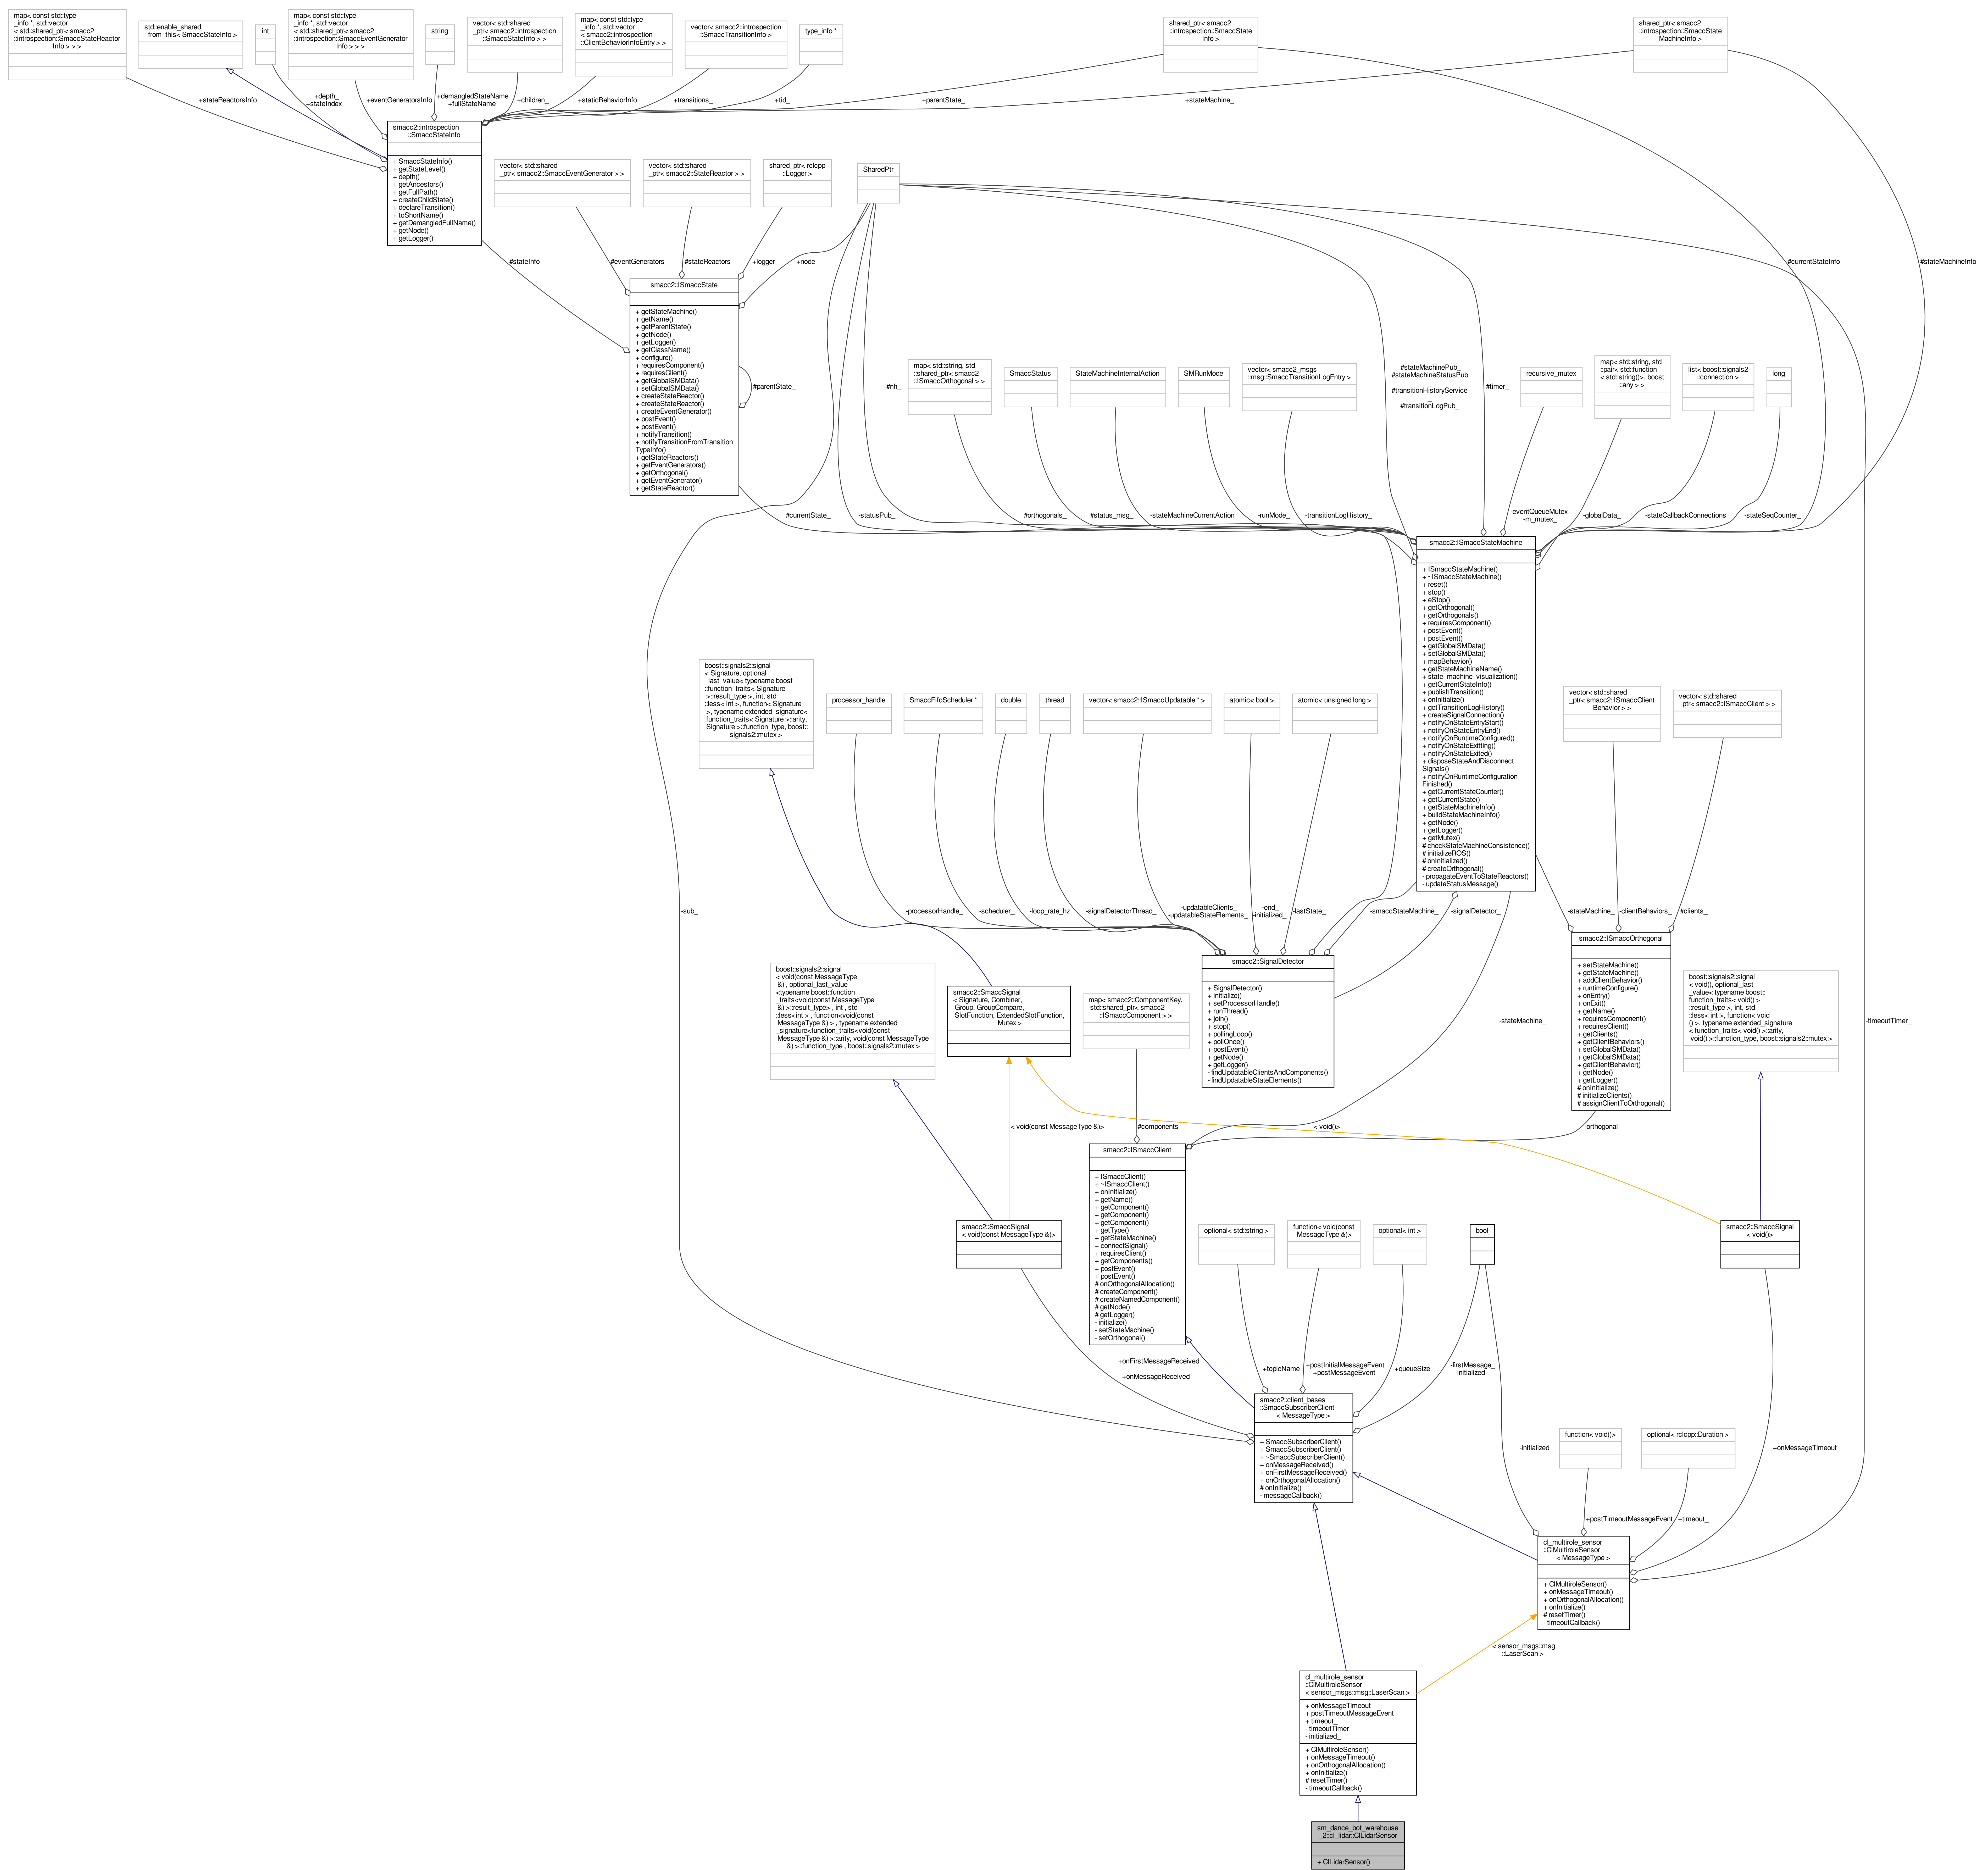 map< const std::type
_info *, std::vector
< std::shared_ptr< smacc2
::introspection::SmaccStateReactor
Info > > >
std::enable_shared
_from_this< SmaccStateInfo >
int
map< const std::type
_info *, std::vector
< std::shared_ptr< smacc2
::introspection::SmaccEventGenerator
Info > > >
string
vector< std::shared
_ptr< smacc2::introspection
::SmaccStateInfo > >
map< const std::type
_info *, std::vector
< smacc2::introspection
::ClientBehaviorInfoEntry > >
vector< smacc2::introspection
::SmaccTransitionInfo >
type_info *
shared_ptr< smacc2
::introspection::SmaccState
Info >
shared_ptr< smacc2
::introspection::SmaccState
MachineInfo >
+stateReactorsInfo
+depth_
+stateIndex_
+eventGeneratorsInfo
+demangledStateName
+fullStateName
+children_
+staticBehaviorInfo
+transitions_
+tid_
+parentState_
+stateMachine_
smacc2::introspection
::SmaccStateInfo
+ SmaccStateInfo()
+ getStateLevel()
+ depth()
+ getAncestors()
+ getFullPath()
+ createChildState()
+ declareTransition()
+ toShortName()
+ getDemangledFullName()
+ getNode()
+ getLogger()
vector< std::shared
_ptr< smacc2::SmaccEventGenerator > >
vector< std::shared
_ptr< smacc2::StateReactor > >
shared_ptr< rclcpp
::Logger >
SharedPtr
#stateInfo_
#eventGenerators_
#stateReactors_
+logger_
+node_
#currentStateInfo_
#stateMachineInfo_
smacc2::ISmaccState
+ getStateMachine()
+ getName()
+ getParentState()
+ getNode()
+ getLogger()
+ getClassName()
+ configure()
+ requiresComponent()
+ requiresClient()
+ getGlobalSMData()
+ setGlobalSMData()
+ createStateReactor()
+ createStateReactor()
+ createEventGenerator()
+ postEvent()
+ postEvent()
+ notifyTransition()
+ notifyTransitionFromTransition
TypeInfo()
+ getStateReactors()
+ getEventGenerators()
+ getOrthogonal()
+ getEventGenerator()
+ getStateReactor()
#parentState_
#nh_
map< std::string, std
::shared_ptr< smacc2
::ISmaccOrthogonal > >
SmaccStatus
StateMachineInternalAction
SMRunMode
vector< smacc2_msgs
::msg::SmaccTransitionLogEntry >
#stateMachinePub_
#stateMachineStatusPub
_
#transitionHistoryService
_
#transitionLogPub_
#timer_
recursive_mutex
map< std::string, std
::pair< std::function
< std::string()>, boost
::any > >
list< boost::signals2
::connection >
long
#currentState_
-statusPub_
#orthogonals_
#status_msg_
-stateMachineCurrentAction
-runMode_
-transitionLogHistory_
-eventQueueMutex_
-m_mutex_
-globalData_
-stateCallbackConnections
-stateSeqCounter_
smacc2::ISmaccStateMachine
+ ISmaccStateMachine()
+ ~ISmaccStateMachine()
+ reset()
+ stop()
+ eStop()
+ getOrthogonal()
+ getOrthogonals()
+ requiresComponent()
+ postEvent()
+ postEvent()
+ getGlobalSMData()
+ setGlobalSMData()
+ mapBehavior()
+ getStateMachineName()
+ state_machine_visualization()
+ getCurrentStateInfo()
+ publishTransition()
+ onInitialize()
+ getTransitionLogHistory()
+ createSignalConnection()
+ notifyOnStateEntryStart()
+ notifyOnStateEntryEnd()
+ notifyOnRuntimeConfigured()
+ notifyOnStateExitting()
+ notifyOnStateExited()
+ disposeStateAndDisconnect
Signals()
+ notifyOnRuntimeConfiguration
Finished()
+ getCurrentStateCounter()
+ getCurrentState()
+ getStateMachineInfo()
+ buildStateMachineInfo()
+ getNode()
+ getLogger()
+ getMutex()
# checkStateMachineConsistence()
# initializeROS()
# onInitialized()
# createOrthogonal()
- propagateEventToStateReactors()
- updateStatusMessage()
boost::signals2::signal
< Signature, optional
_last_value< typename boost
::function_traits< Signature
>::result_type >, int, std
::less< int >, function< Signature
>, typename extended_signature<
function_traits< Signature >::arity,
Signature >::function_type, boost::
signals2::mutex >
processor_handle
SmaccFifoScheduler *
double
thread
vector< smacc2::ISmaccUpdatable * >
atomic< bool >
atomic< unsigned long >
vector< std::shared
_ptr< smacc2::ISmaccClient
Behavior > >
vector< std::shared
_ptr< smacc2::ISmaccClient > >
-sub_
-processorHandle_
-scheduler_
-loop_rate_hz
-signalDetectorThread_
-updatableClients_
-updatableStateElements_
-end_
-initialized_
-lastState_
-smaccStateMachine_
-signalDetector_
-stateMachine_
-clientBehaviors_
#clients_
smacc2::SignalDetector
+ SignalDetector()
+ initialize()
+ setProcessorHandle()
+ runThread()
+ join()
+ stop()
+ pollingLoop()
+ pollOnce()
+ postEvent()
+ getNode()
+ getLogger()
- findUpdatableClientsAndComponents()
- findUpdatableStateElements()
smacc2::ISmaccOrthogonal
+ setStateMachine()
+ getStateMachine()
+ addClientBehavior()
+ runtimeConfigure()
+ onEntry()
+ onExit()
+ getName()
+ requiresComponent()
+ requiresClient()
+ getClients()
+ getClientBehaviors()
+ setGlobalSMData()
+ getGlobalSMData()
+ getClientBehavior()
+ getNode()
+ getLogger()
# onInitialize()
# initializeClients()
# assignClientToOrthogonal()
boost::signals2::signal
< void(const MessageType
&) , optional_last_value
<typename boost::function
_traits<void(const MessageType
&) >::result_type> , int , std
::less<int > , function<void(const
MessageType &) > , typename extended
_signature<function_traits<void(const
MessageType &) >::arity, void(const MessageType
&) >::function_type , boost::signals2::mutex >
smacc2::SmaccSignal
< Signature, Combiner,
Group, GroupCompare,
SlotFunction, ExtendedSlotFunction,
Mutex >
map< smacc2::ComponentKey,
std::shared_ptr< smacc2
::ISmaccComponent > >
boost::signals2::signal
< void(), optional_last
_value< typename boost::
function_traits< void() >
::result_type >, int, std
::less< int >, function< void
() >, typename extended_signature
< function_traits< void() >::arity,
void() >::function_type, boost::signals2::mutex >
-stateMachine_
-timeoutTimer_
< void(const MessageType &)>
#components_
< void()>
-orthogonal_
smacc2::ISmaccClient
+ ISmaccClient()
+ ~ISmaccClient()
+ onInitialize()
+ getName()
+ getComponent()
+ getComponent()
+ getComponent()
+ getType()
+ getStateMachine()
+ connectSignal()
+ requiresClient()
+ getComponents()
+ postEvent()
+ postEvent()
# onOrthogonalAllocation()
# createComponent()
# createNamedComponent()
# getNode()
# getLogger()
- initialize()
- setStateMachine()
- setOrthogonal()
smacc2::SmaccSignal
< void(const MessageType &)>
optional< std::string >
function< void(const
MessageType &)>
optional< int >
bool
smacc2::SmaccSignal
< void()>
+onFirstMessageReceived
_
+onMessageReceived_
+topicName
+postInitialMessageEvent
+postMessageEvent
+queueSize
-firstMessage_
-initialized_
smacc2::client_bases
::SmaccSubscriberClient
< MessageType >
+ SmaccSubscriberClient()
+ SmaccSubscriberClient()
+ ~SmaccSubscriberClient()
+ onMessageReceived()
+ onFirstMessageReceived()
+ onOrthogonalAllocation()
# onInitialize()
- messageCallback()
-initialized_
function< void()>
optional< rclcpp::Duration >
+onMessageTimeout_
+postTimeoutMessageEvent
+timeout_
cl_multirole_sensor
::ClMultiroleSensor
< MessageType >
+ ClMultiroleSensor()
+ onMessageTimeout()
+ onOrthogonalAllocation()
+ onInitialize()
# resetTimer()
- timeoutCallback()
< sensor_msgs::msg
::LaserScan >
cl_multirole_sensor
::ClMultiroleSensor
< sensor_msgs::msg::LaserScan >
+ onMessageTimeout_
+ postTimeoutMessageEvent
+ timeout_
- timeoutTimer_
- initialized_
+ ClMultiroleSensor()
+ onMessageTimeout()
+ onOrthogonalAllocation()
+ onInitialize()
# resetTimer()
- timeoutCallback()
sm_dance_bot_warehouse
_2::cl_lidar::ClLidarSensor
+ ClLidarSensor()